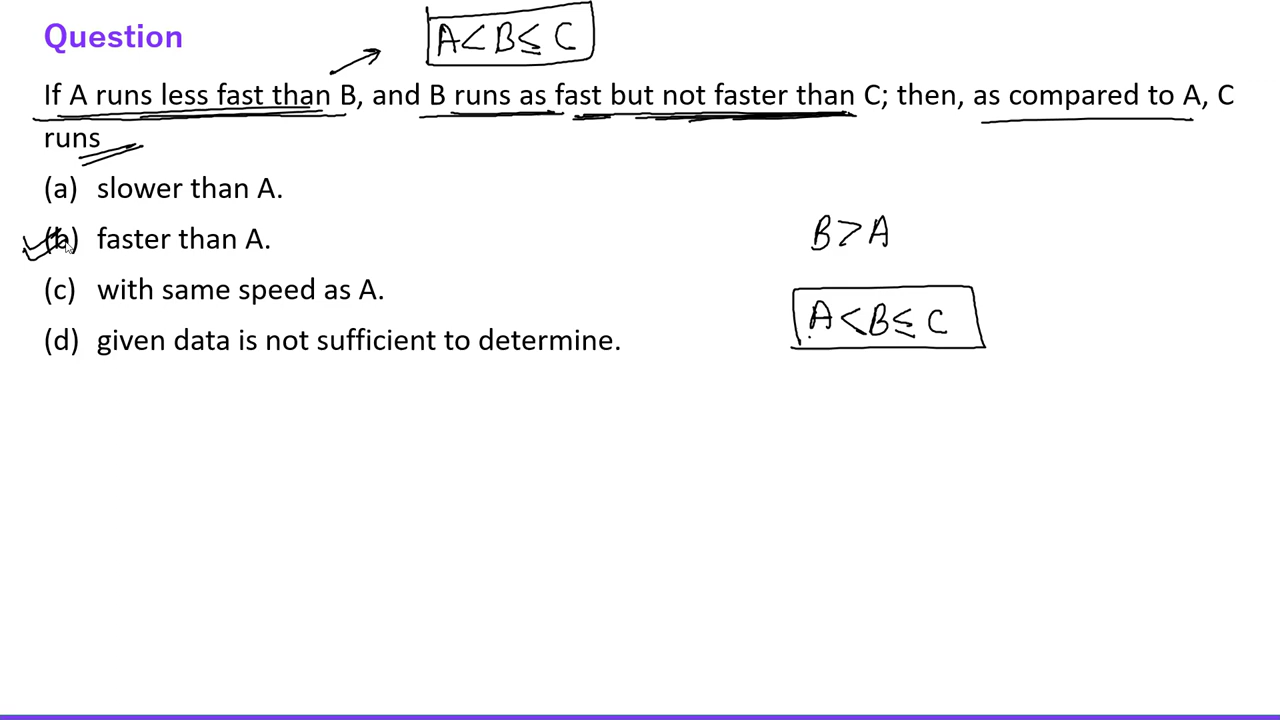 Question
A < B ≤ C
If A runs less fast than B, and B runs as fast but not faster than C; then, as compared to A, C
runs
(a) slower than A.
(b) faster than A.
B > A
(c) with same speed as A.
A < B ≤ C
(d) given data is not sufficient to determine.